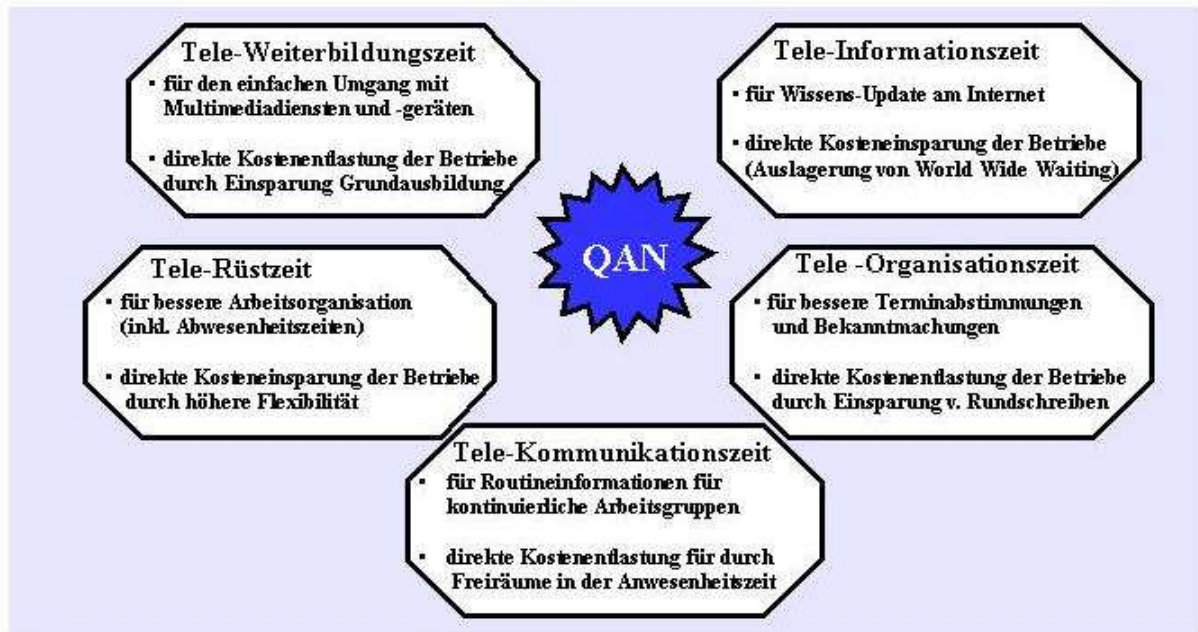 Tele-Weiterbildungszeit
▪ für den einfachen Umgang mit
Multimediadiensten und -geräten
▪ direkte Kostenentlastung der Betriebe
durch Einsparung Grundausbildung
Tele-Informationszeit
▪ für Wissens-Update am Internet
▪ direkte Kosteneinsparung der Betriebe
(Auslagerung von World Wide Waiting)
QAN
Tele-Rüstzeit
▪ für bessere Arbeitsorganisation
(inkl. Abwesenheitszeiten)
▪ direkte Kosteneinsparung der Betriebe
durch höhere Flexibilität
Tele -Organisationszeit
▪ für bessere Terminabstimmungen
und Bekanntmachungen
▪ direkte Kostenentlastung der Betriebe
durch Einsparung v. Rundschreiben
Tele-Kommunikationszeit
▪ für Routineinformationen für
kontinuierliche Arbeitsgruppen
▪ direkte Kostenentlastung für durch
Freiräume in der Anwesenheitszeit